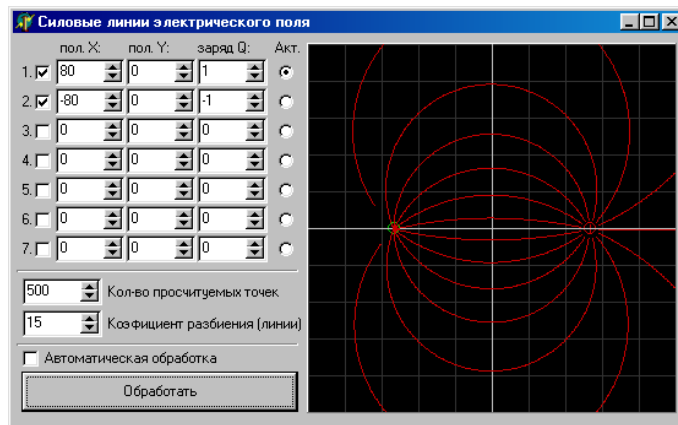 Силовые линии электрического поля
пол. X: пол. Y: заряд Q: Акт.
1. 80 0 1
2. -80 0 -1
3. 0 0 0
4. 0 0 0
5. 0 0 0
6. 0 0 0
7. 0 0 0
500 Кол-во просчитуемых точек
15 Коэфициент разбиения (линии)
Автоматическая обработка
Обработать